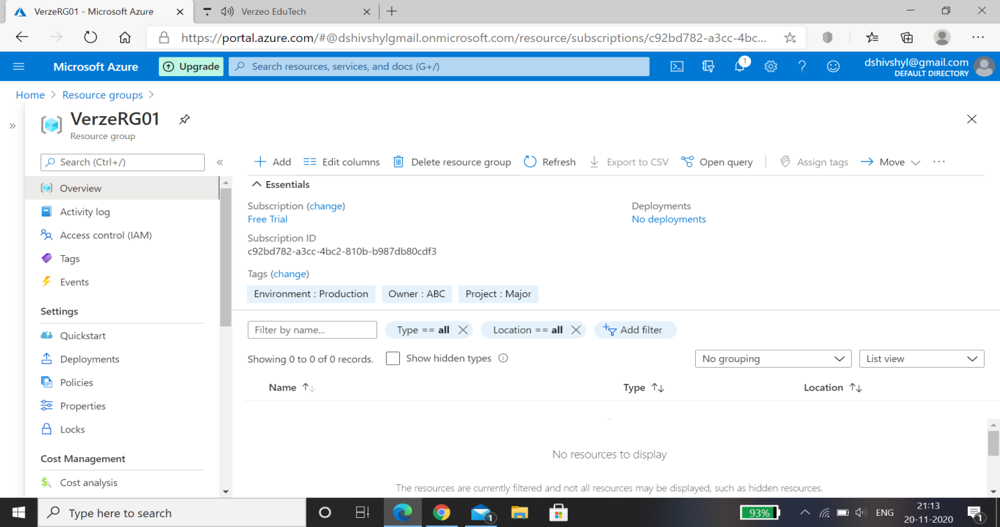 VerzeRG01 - Microsoft Azure
Verzeo EduTech
https://portal.azure.com/#@dshivshylgmail.onmicrosoft.com/resource/subscriptions/c92bd782-a3cc-4bc...
Microsoft Azure
Upgrade
Search resources, services, and docs (G+/)
1
dshivshyl@gmail.com
DEFAULT DIRECTORY
Home > Resource groups >
VerzeRG01
Resource group
Search (Ctrl+/)
Add
Edit columns
Delete resource group
Refresh
Export to CSV
Open query
Assign tags
Move
Overview
Activity log
Access control (IAM)
Tags
Events
Settings
Quickstart
Deployments
Policies
Properties
Locks
Cost Management
Cost analysis
Essentials
Subscription (change)
Free Trial
Deployments
No deployments
Subscription ID
c92bd782-a3cc-4bc2-810b-b987db80cdf3
Tags (change)
Environment : Production
Owner : ABC
Project : Major
Filter by name...
Type == all
Location == all
Add filter
Showing 0 to 0 of 0 records.
Show hidden types
No grouping
List view
Name
Type
Location
No resources to display
The resources are currently filtered and not all resources may be displayed, such as hidden resources.
Type here to search
1
93%
ENG
21:13
20-11-2020
1